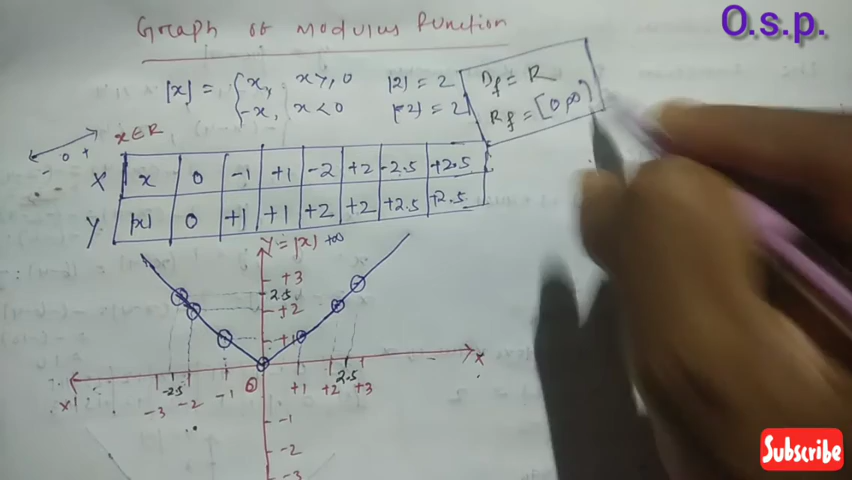 Graph of Modulus function
O.s.p.
|x| = { x, x ≥, 0
-x, x < 0
|2| = 2
|-2| = 2
Df = R
Rf = [0, ∞)
x ∈ R
- 0 +
X x 0 -1 +1 -2 +2 -2.5 +2.5
Y |x| 0 +1 +1 +2 +2 +2.5 +2.5
Y = |x| +∞
+3
2.5
+2
+1
X
X' -3 -2.5 -2 -1 0 +1 +2 2.5 +3
-1
-2
-3
Subscribe